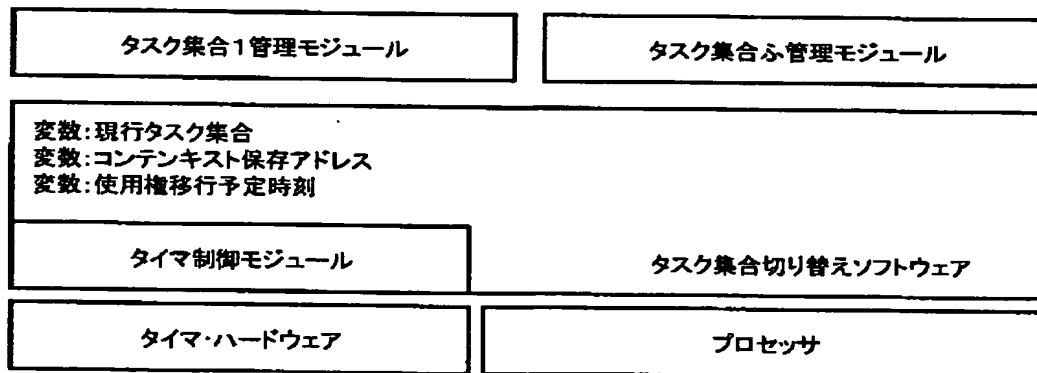 タスク集合1管理モジュール
タスク集合ふ管理モジュール
変数:現行タスク集合
変数:コンテンキスト保存アドレス
変数:使用権移行予定時刻
タイマ制御モジュール
タスク集合切り替えソフトウェア
タイマ・ハードウェア
プロセッサ